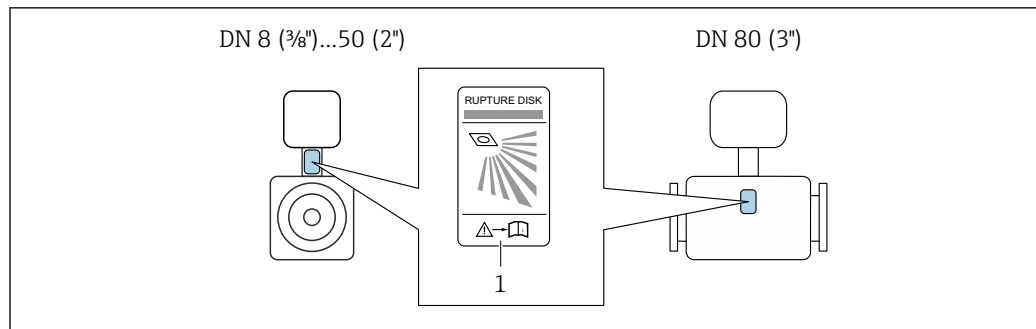 DN 8 (⅜")...50 (2")
DN 80 (3")
RUPTURE DISK
i
1